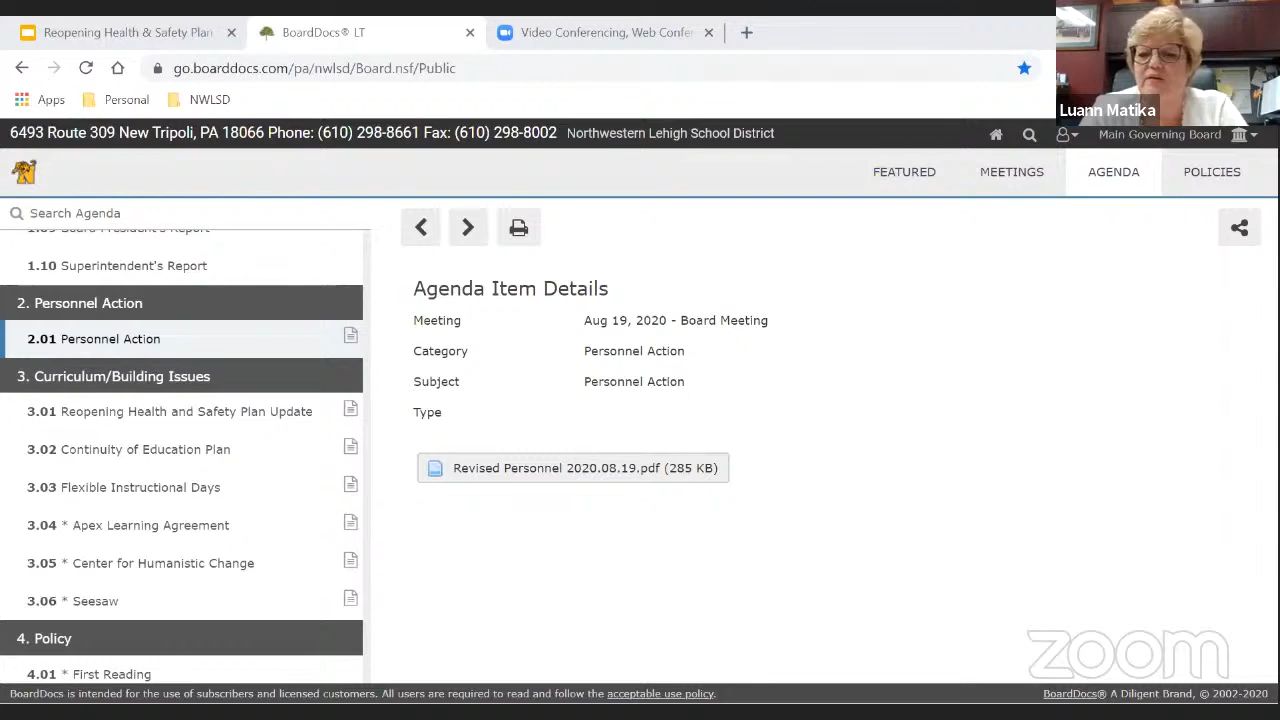 Reopening Health & Safety Plan
BoardDocs® LT
Video Conferencing, Web Confer
go.boarddocs.com/pa/nwlsd/Board.nsf/Public
Apps
Personal
NWLSD
Luann Matika
6493 Route 309 New Tripoli, PA 18066 Phone: (610) 298-8661 Fax: (610) 298-8002 Northwestern Lehigh School District
Main Governing Board
FEATURED
MEETINGS
AGENDA
POLICIES
Search Agenda
1.09 Board President's Report
1.10 Superintendent's Report
2. Personnel Action
2.01 Personnel Action
3. Curriculum/Building Issues
3.01 Reopening Health and Safety Plan Update
3.02 Continuity of Education Plan
3.03 Flexible Instructional Days
3.04 * Apex Learning Agreement
3.05 * Center for Humanistic Change
3.06 * Seesaw
4. Policy
4.01 * First Reading
Agenda Item Details
Meeting Aug 19, 2020 - Board Meeting
Category Personnel Action
Subject Personnel Action
Type
Revised Personnel 2020.08.19.pdf (285 KB)
zoom
BoardDocs is intended for the use of subscribers and licensed customers. All users are required to read and follow the acceptable use policy.
BoardDocs® A Diligent Brand, © 2002-2020